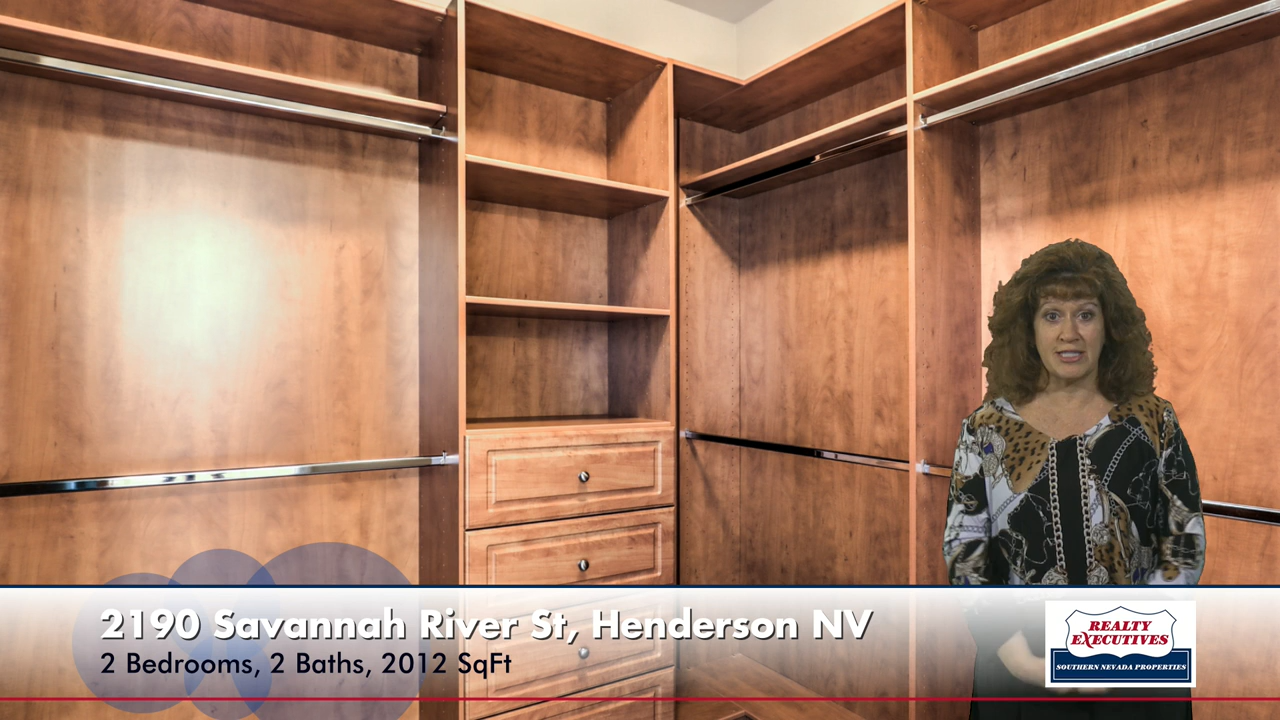 2190 Savannah River St, Henderson NV
2 Bedrooms, 2 Baths, 2012 SqFt
REALTY
EXECUTIVES
SOUTHERN NEVADA PROPERTIES